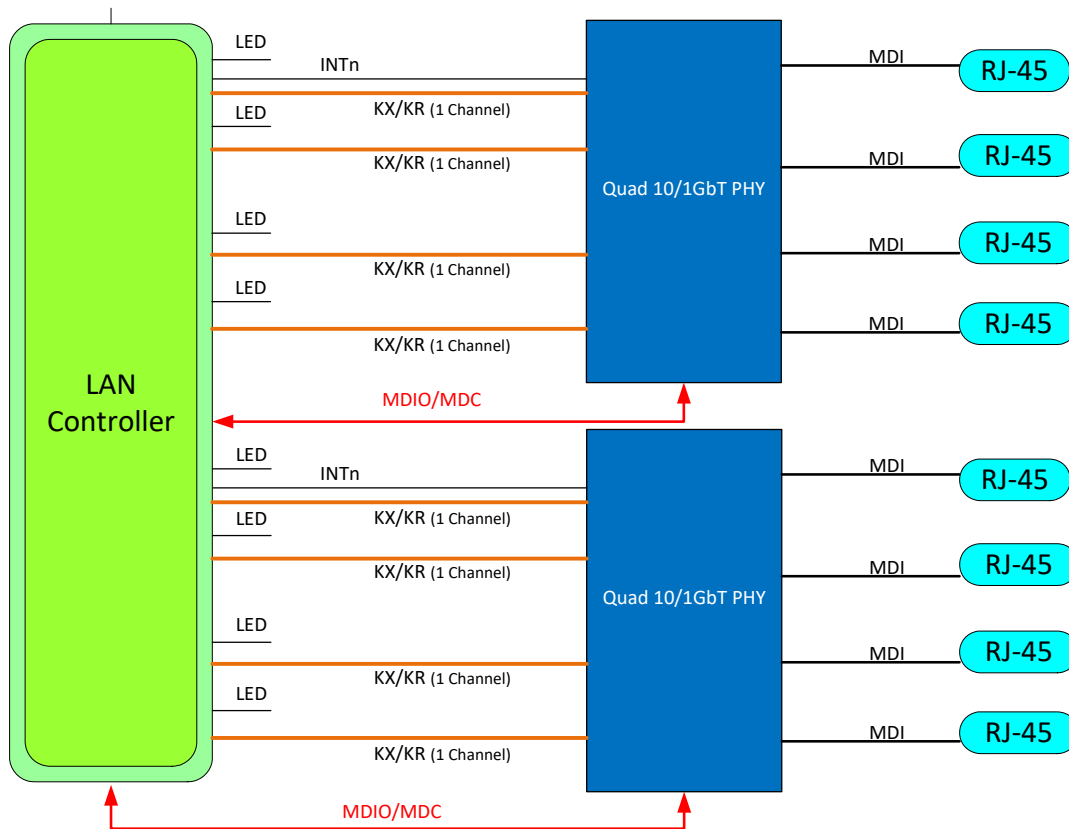 LED
INTn
MDI
RJ-45
KX/KR (1 Channel)
LED
KX/KR (1 Channel)
MDI
RJ-45
Quad 10/1GbT PHY
LED
MDI
RJ-45
KX/KR (1 Channel)
LED
MDI
RJ-45
KX/KR (1 Channel)
LAN
Controller
MDIO/MDC
LED
INTn
MDI
RJ-45
KX/KR (1 Channel)
LED
KX/KR (1 Channel)
MDI
RJ-45
Quad 10/1GbT PHY
LED
MDI
RJ-45
KX/KR (1 Channel)
LED
MDI
RJ-45
KX/KR (1 Channel)
MDIO/MDC